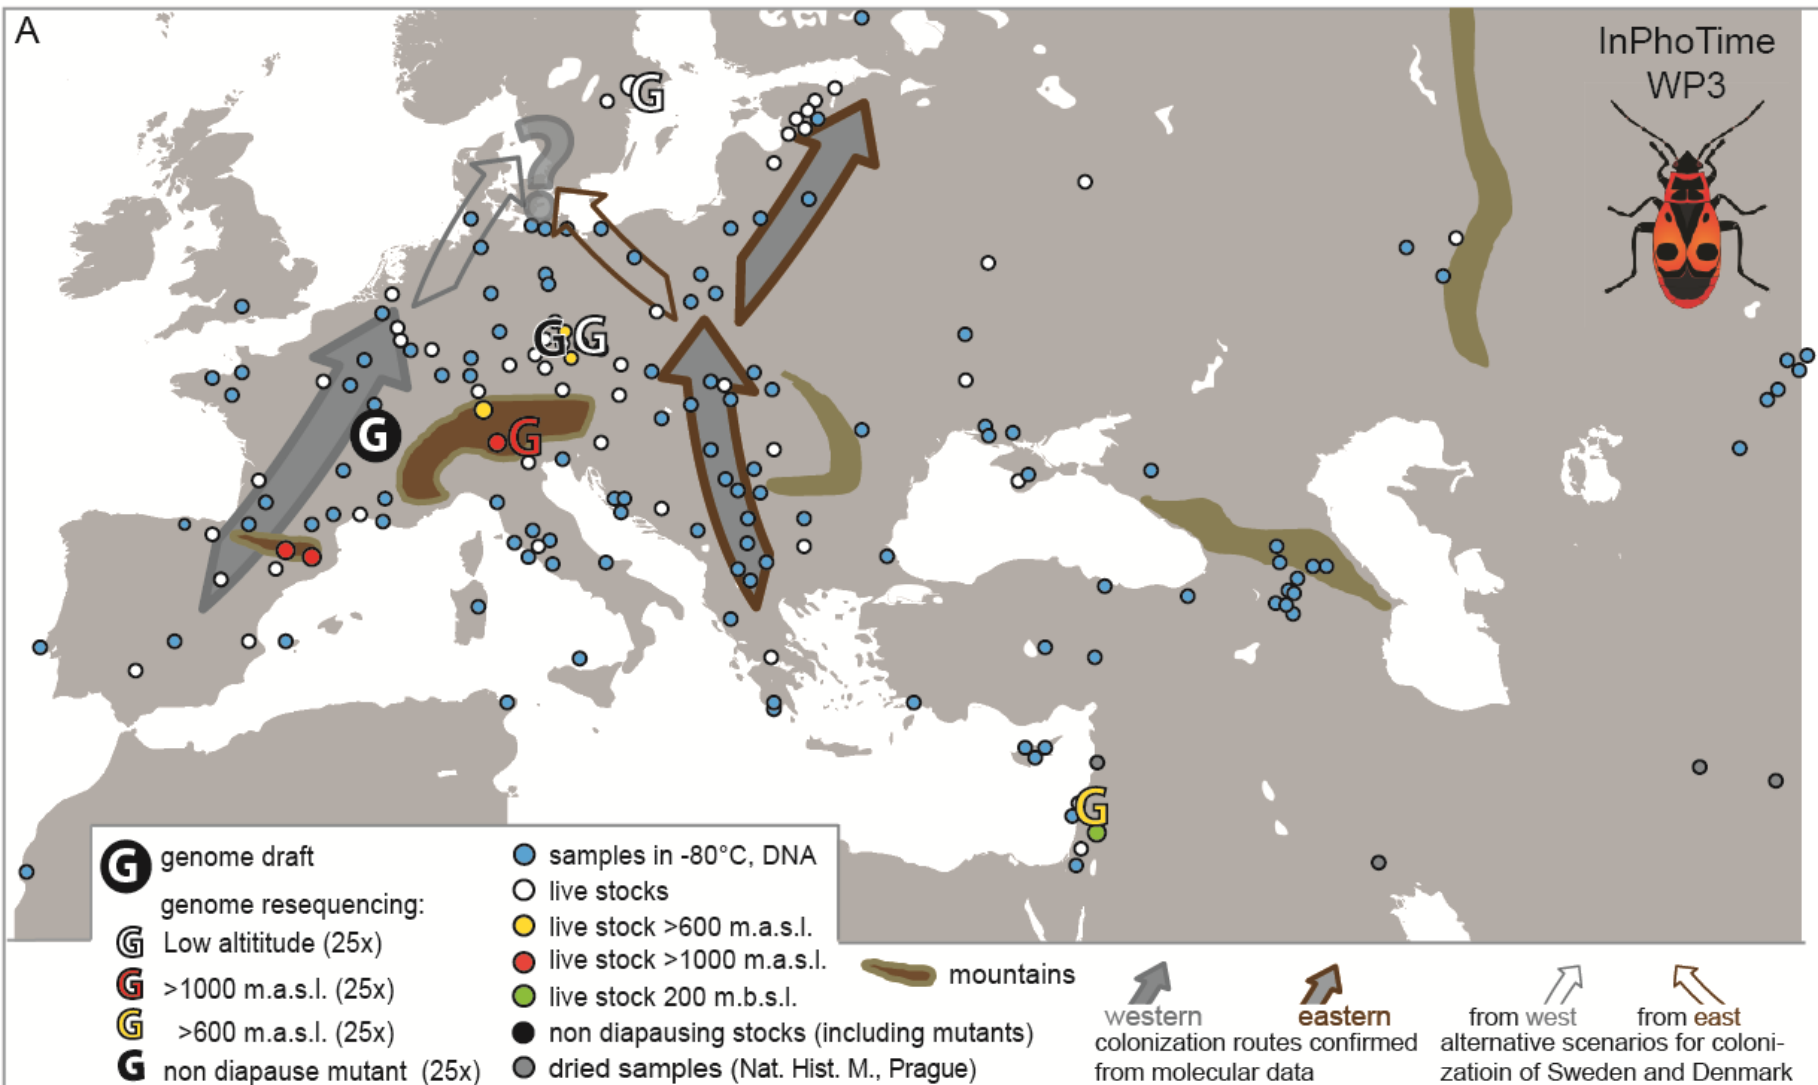 A
InPhoTime
WP3
?
G
G
G
G
G
G
G genome draft
genome resequencing:
G Low altititude (25x)
G >1000 m.a.s.l. (25x)
G >600 m.a.s.l. (25x)
G non diapause mutant (25x)
samples in -80°C, DNA
live stocks
live stock >600 m.a.s.l.
live stock >1000 m.a.s.l.
live stock 200 m.b.s.l.
non diapausing stocks (including mutants)
dried samples (Nat. Hist. M., Prague)
mountains
western eastern
colonization routes confirmed
from molecular data
from west from east
alternative scenarios for coloni-
zatioin of Sweden and Denmark